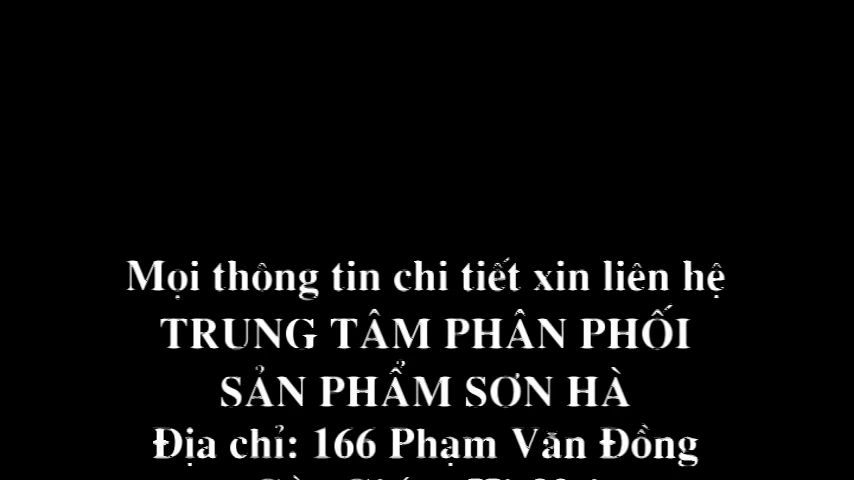 Mọi thông tin chi tiết xin liên hệ
TRUNG TÂM PHÂN PHỐI
SẢN PHẨM SƠN HÀ
Địa chỉ: 166 Phạm Văn Đồng